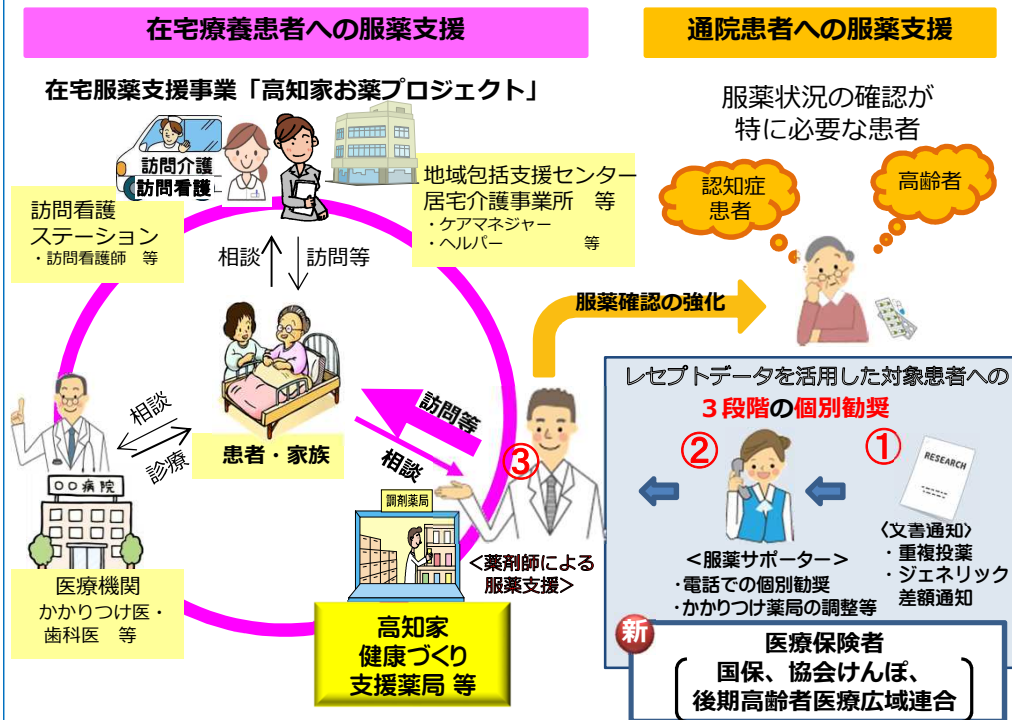 在宅療養患者への服薬支援
通院患者への服薬支援
在宅服薬支援事業「高知家お薬プロジェクト」
訪問介護
訪問看護
訪問看護
ステーション
・訪問看護師　等
地域包括支援センター
居宅介護事業所　等
・ケアマネジャー
・ヘルパー　　　　等
相談
訪問等
服薬状況の確認が
特に必要な患者
認知症
患者
高齢者
服薬確認の強化
相談
診療
患者・家族
訪問等
相談
〇〇病院
医療機関
かかりつけ医・
歯科医　等
調剤薬局
③
<薬剤師による
服薬支援>
高知家
健康づくり
支援薬局 等
レセプトデータを活用した対象患者への
３段階の個別勧奨
②
①
RESEARCH
<服薬サポーター>
・電話での個別勧奨
・かかりつけ薬局の調整等
〈文書通知〉
・重複投薬
・ジェネリック
差額通知
新
医療保険者
国保、協会けんぽ、
後期高齢者医療広域連合